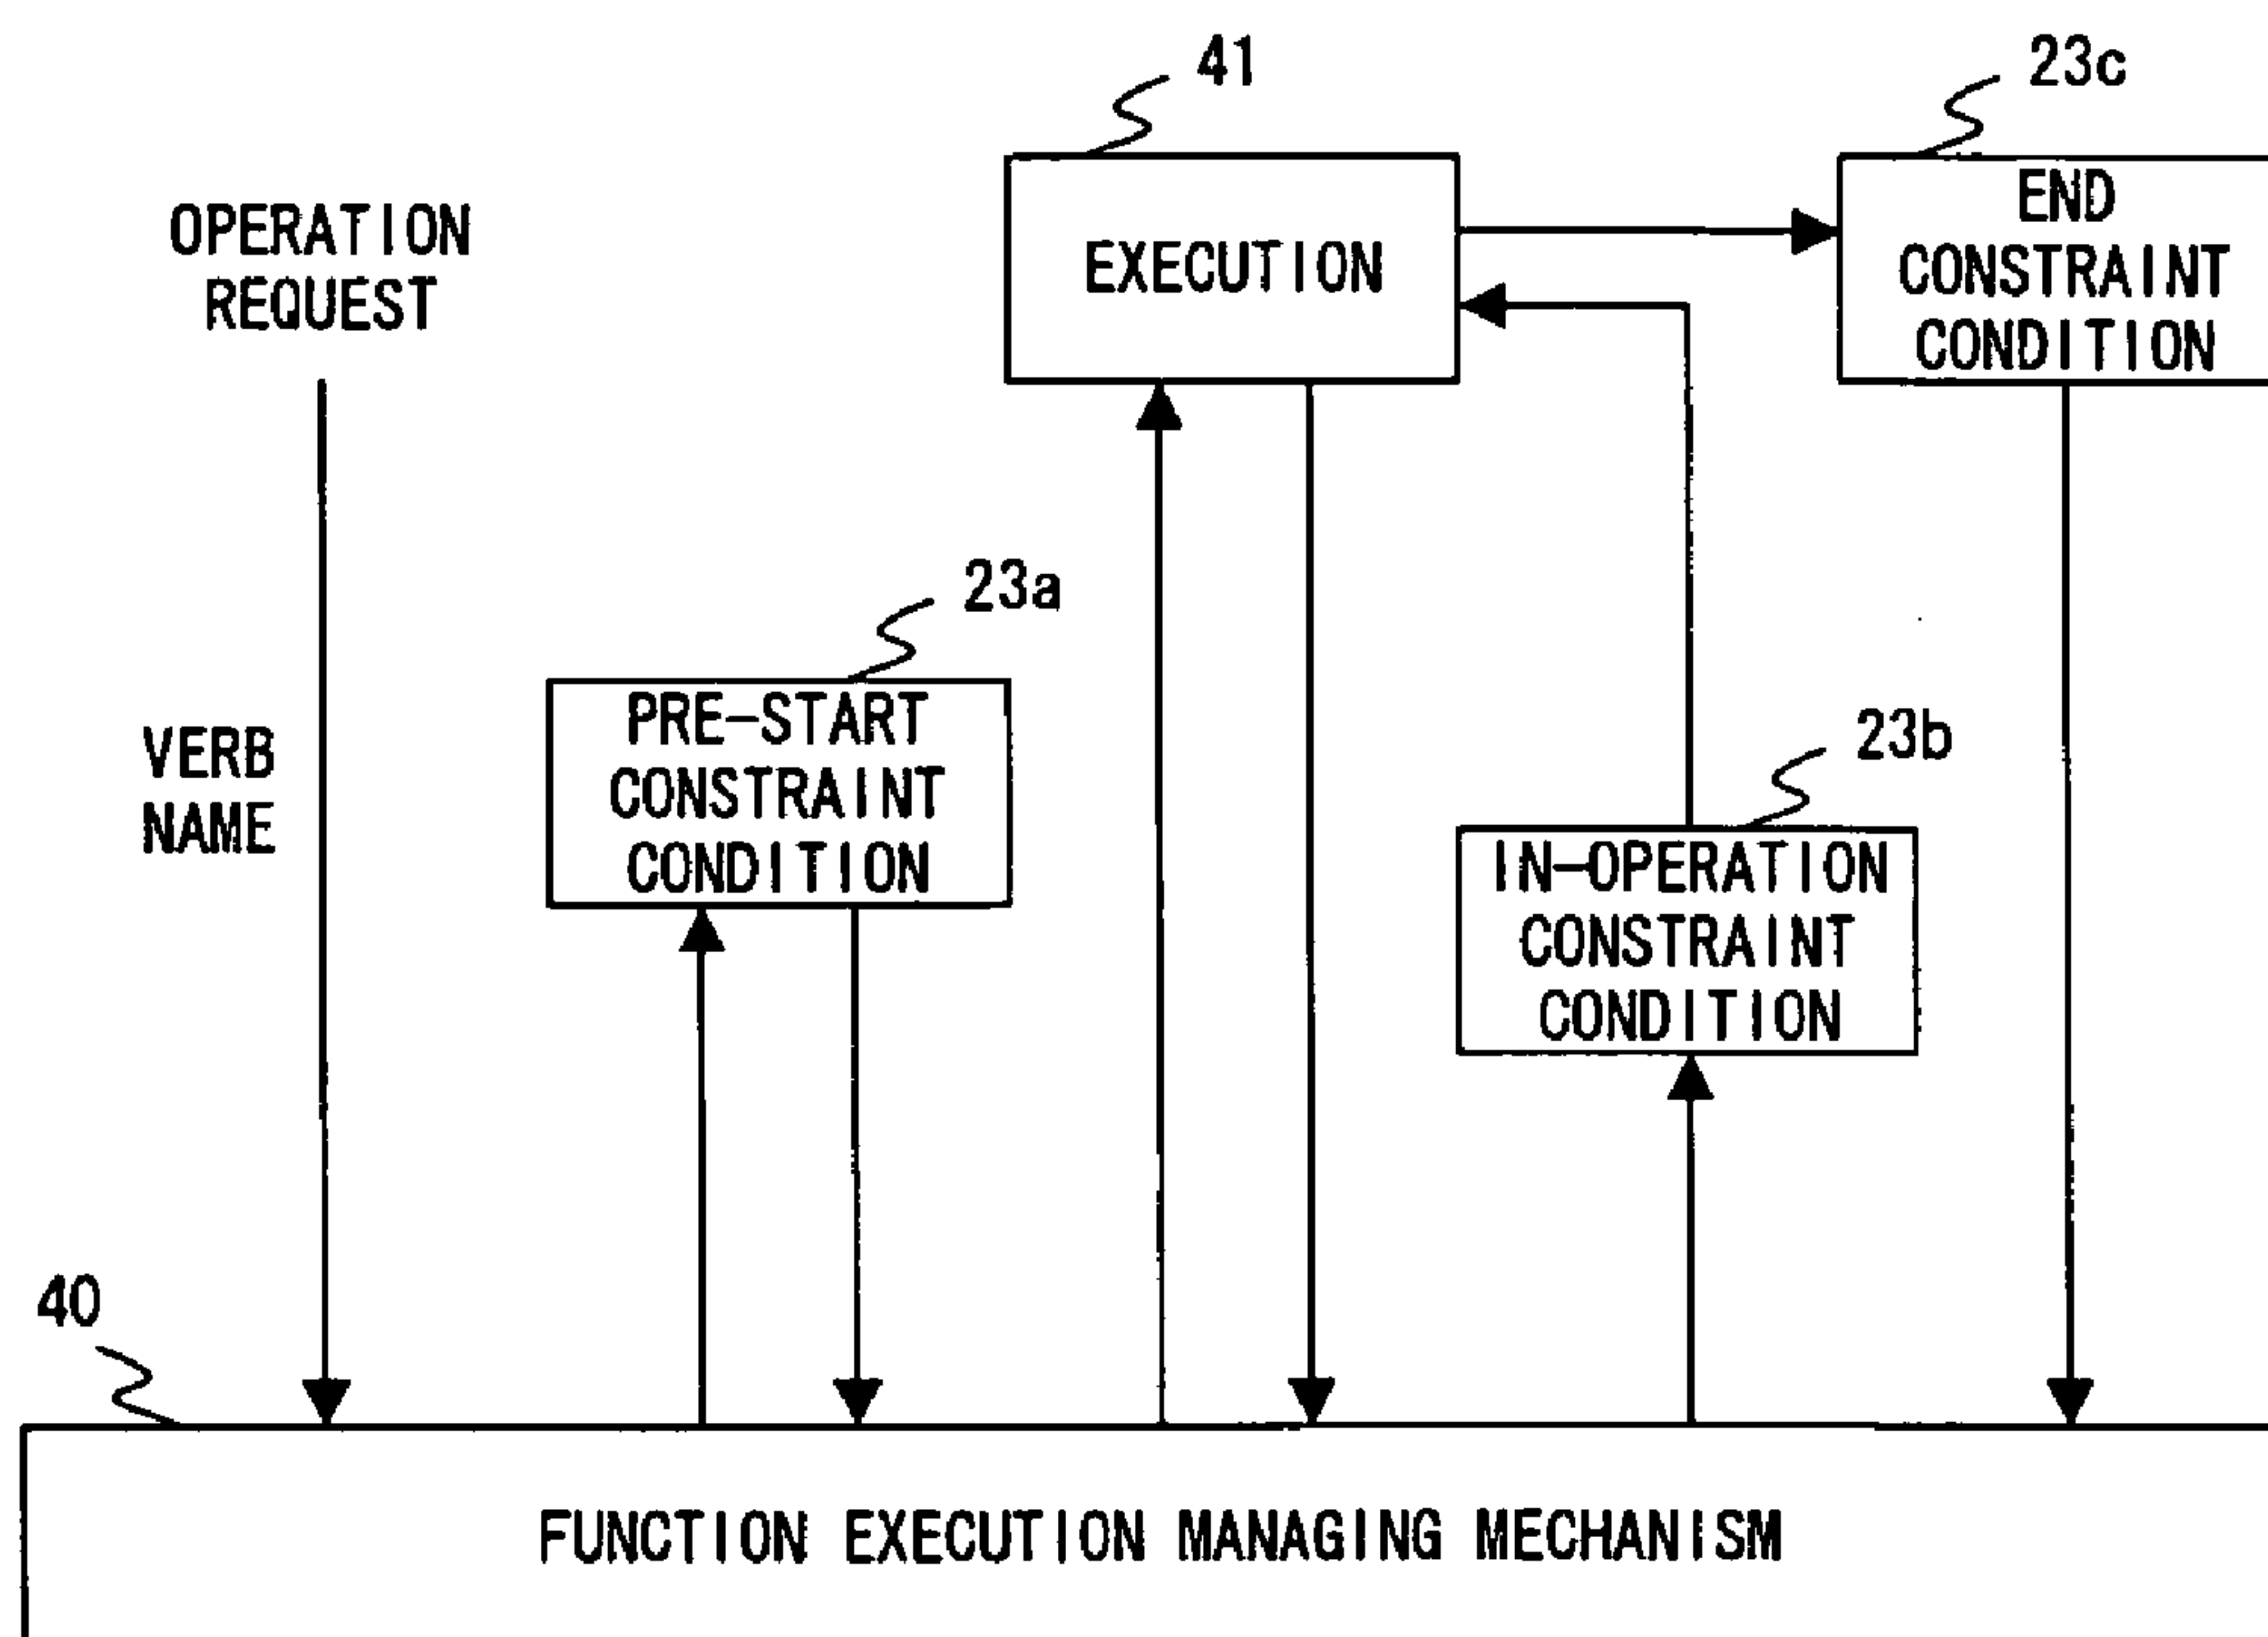 41
23c
OPERATION
REQUEST
EXECUTION
END
CONSTRAINT
CONDITION
23a
PRE-START
CONSTRAINT
CONDITION
VERB
NAME
23b
IN-OPERATION
CONSTRAINT
CONDITION
40
FUNCTION EXECUTION MANAGING MECHANISM